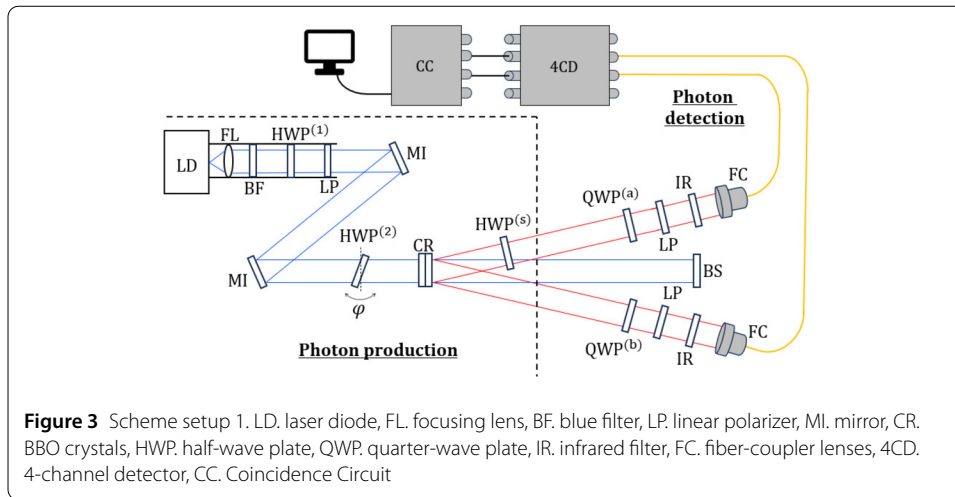 CC
4CD
Photon
detection
FL
HWP(1)
LD
BF
LP
MI
MI
HWP(2)
φ
CR
HWP(s)
QWP(a)
IR
FC
LP
BS
LP
QWP(b)
IR
FC
Photon production
Figure 3 Scheme setup 1. LD. laser diode, FL. focusing lens, BF. blue filter, LP. linear polarizer, MI. mirror, CR.
BBO crystals, HWP. half-wave plate, QWP. quarter-wave plate, IR. infrared filter, FC. fiber-coupler lenses, 4CD.
4-channel detector, CC. Coincidence Circuit